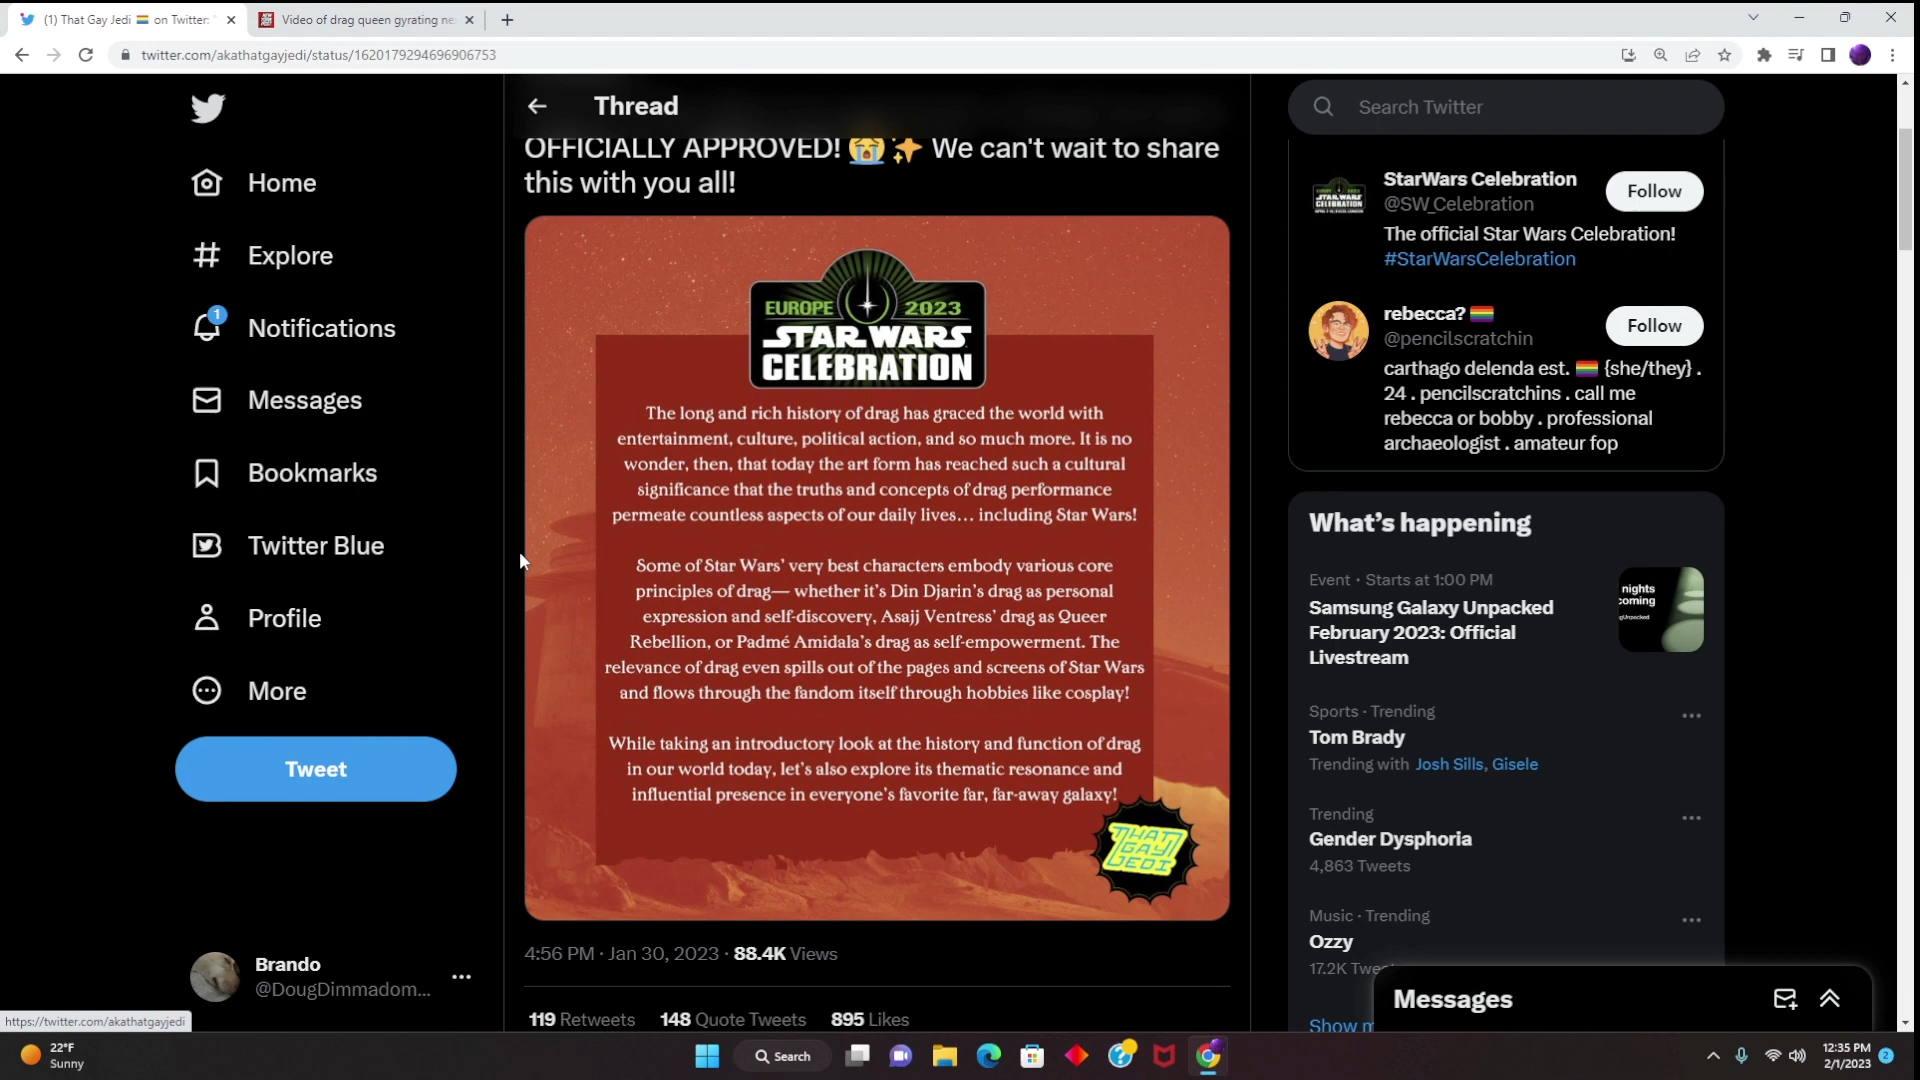 (1) That Gay Jedi 🏳️‍🌈 on Twitter: "
Video of drag queen gyrating ne
twitter.com/akathatgayjedi/status/1620179294696906753
Home
Explore
1
Notifications
Messages
Bookmarks
Twitter Blue
Profile
More
Tweet
Brando
@DougDimmadom...
https://twitter.com/akathatgayjedi
Thread
OFFICIALLY APPROVED! 😭✨ We can't wait to share
this with you all!
EUROPE 2023
STAR WARS
CELEBRATION
The long and rich history of drag has graced the world with
entertainment, culture, political action, and so much more. It is no
wonder, then, that today the art form has reached such a cultural
significance that the truths and concepts of drag performance
permeate countless aspects of our daily lives… including Star Wars!
Some of Star Wars’ very best characters embody various core
principles of drag— whether it’s Din Djarin’s drag as personal
expression and self-discovery, Asajj Ventress’ drag as Queer
Rebellion, or Padmé Amidala’s drag as self-empowerment. The
relevance of drag even spills out of the pages and screens of Star Wars
and flows through the fandom itself through hobbies like cosplay!
While taking an introductory look at the history and function of drag
in our world today, let’s also explore its thematic resonance and
influential presence in everyone’s favorite far, far-away galaxy!
THAT
GAY
JEDI
4:56 PM · Jan 30, 2023 · 88.4K Views
119 Retweets 148 Quote Tweets 895 Likes
Search Twitter
STAR WARS
CELEBRATION
StarWars Celebration
@SW_Celebration
Follow
The official Star Wars Celebration!
#StarWarsCelebration
rebecca? 🏳️‍🌈
@pencilscratchin
Follow
carthago delenda est. 🏳️‍🌈 {she/they} .
24 . pencilscratchins . call me
rebecca or bobby . professional
archaeologist . amateur fop
What’s happening
Event · Starts at 1:00 PM
Samsung Galaxy Unpacked
February 2023: Official
Livestream
nights
coming
Sports · Trending
Tom Brady
Trending with Josh Sills, Gisele
Trending
Gender Dysphoria
4,863 Tweets
Music · Trending
Ozzy
17.2K Twe
Show m
Messages
22°F
Sunny
Search
12:35 PM
2/1/2023
2